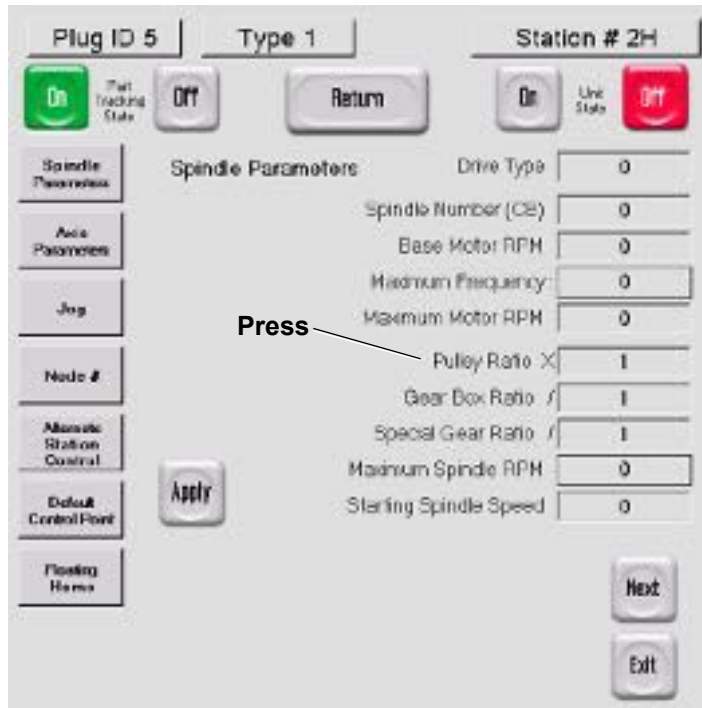 Plug ID 5 Type 1 Station # 2H
On Part Tracking State Off Return On Unit State Off
Spindle Parameters
Axis Parameters
Jog
Node #
Alternate Station Control
Default Control Point
Floating Home
Spindle Parameters
Drive Type 0
Spindle Number (CB) 0
Base Motor RPM 0
Maximum Frequency 0
Maximum Motor RPM 0
Press
Pulley Ratio X 1
Gear Box Ratio / 1
Special Gear Ratio / 1
Maximum Spindle RPM 0
Starting Spindle Speed 0
Apply
Next
Exit